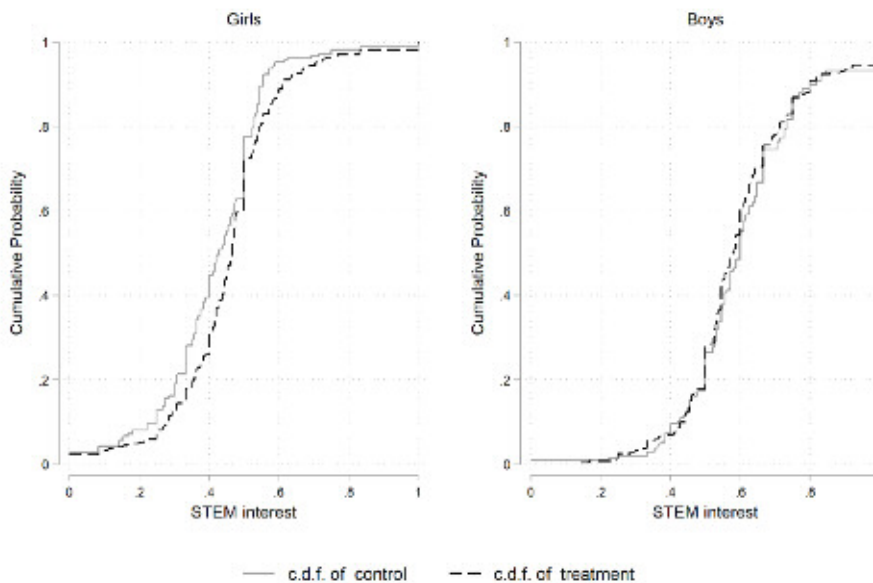 Girls
Boys
1
.8
.6
.4
.2
0
Cumulative Probability
0 .2 .4 .6 .8 1
STEM interest
1
.8
.6
.4
.2
0
Cumulative Probability
0 .2 .4 .6 .8
STEM interest
c.d.f. of control
c.d.f. of treatment